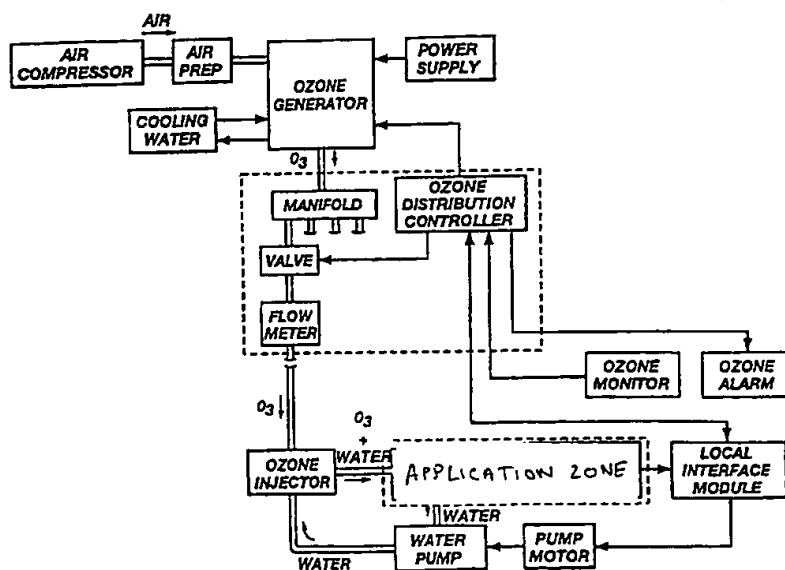 AIR
AIR
COMPRESSOR
AIR
PREP
OZONE
GENERATOR
POWER
SUPPLY
COOLING
WATER
O3
MANIFOLD
OZONE
DISTRIBUTION
CONTROLLER
VALVE
FLOW
METER
OZONE
MONITOR
OZONE
ALARM
O3
O3
+
WATER
OZONE
INJECTOR
APPLICATION ZONE
LOCAL
INTERFACE
MODULE
WATER
WATER
PUMP
PUMP
MOTOR
WATER